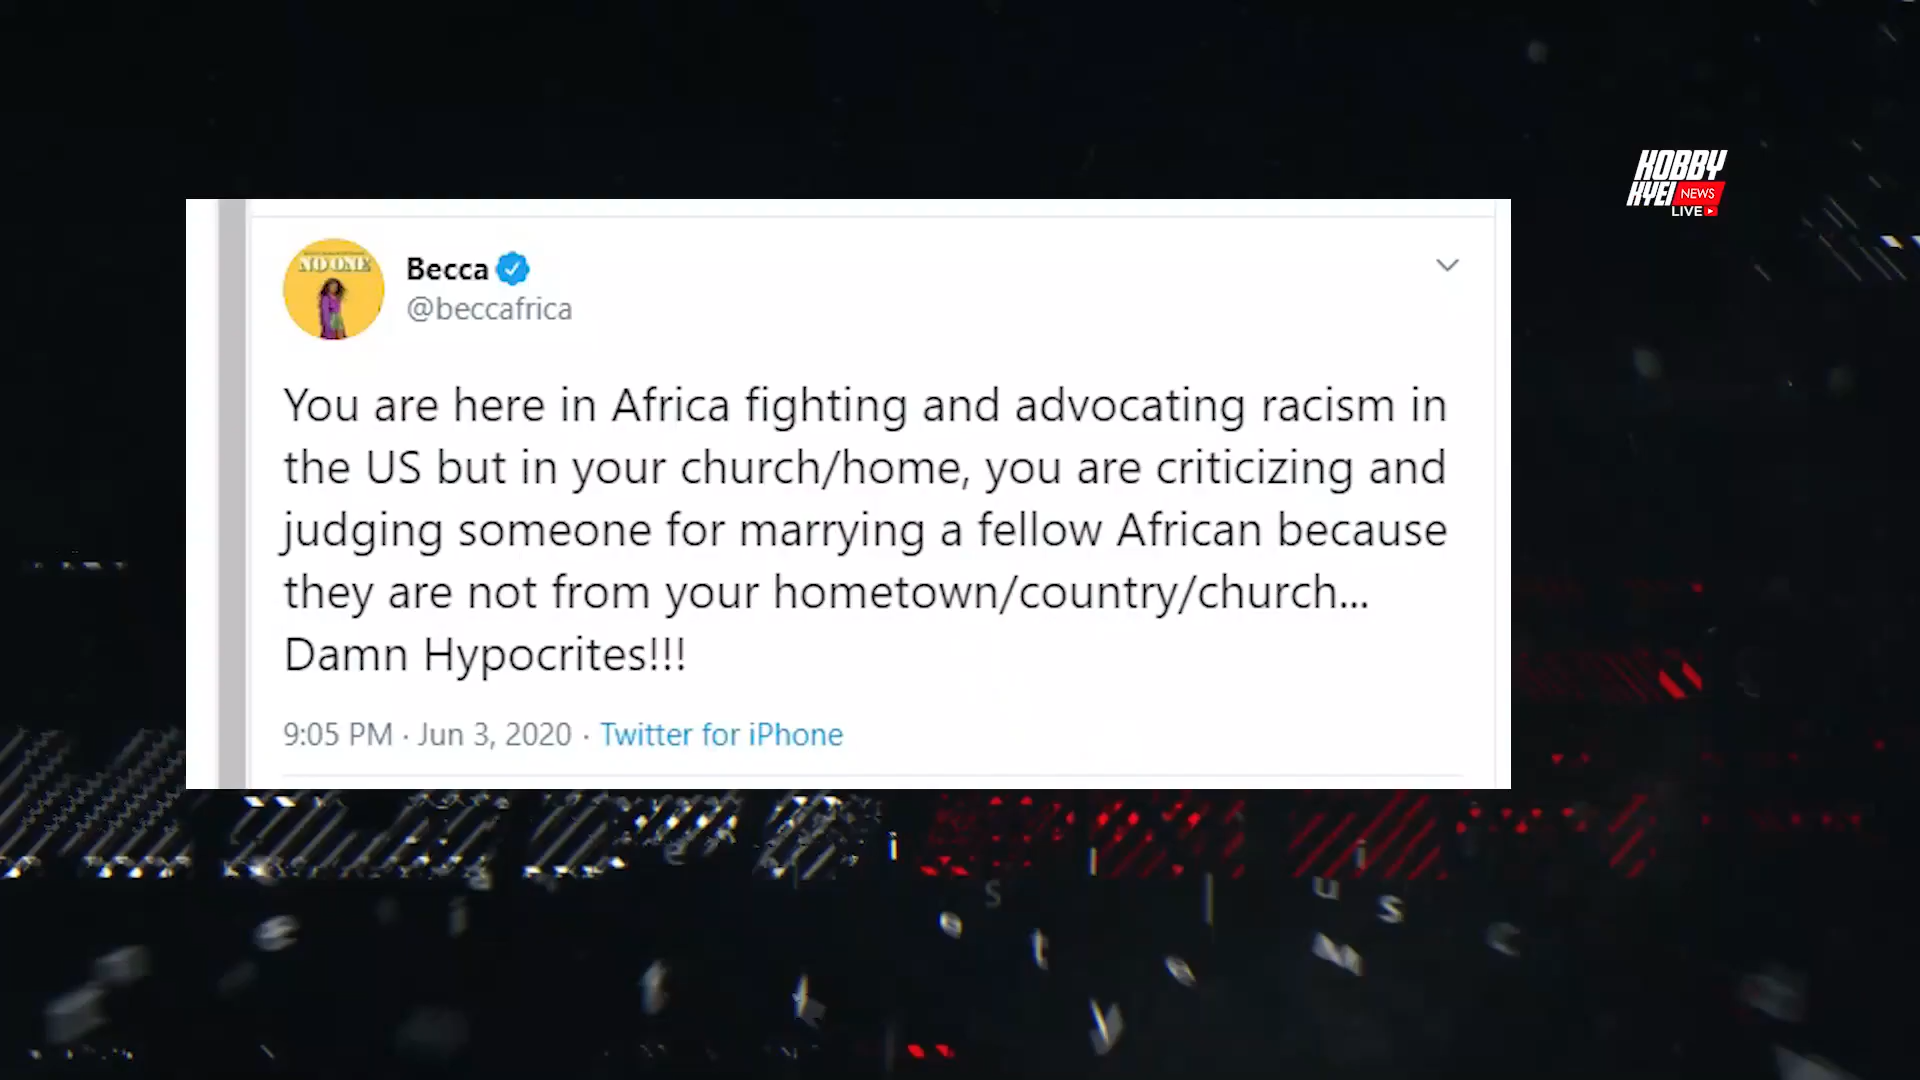 KOBBY
KYEI NEWS
LIVE
NO ONE
Becca
@beccafrica
You are here in Africa fighting and advocating racism in
the US but in your church/home, you are criticizing and
judging someone for marrying a fellow African because
they are not from your hometown/country/church...
Damn Hypocrites!!!
9:05 PM · Jun 3, 2020 · Twitter for iPhone